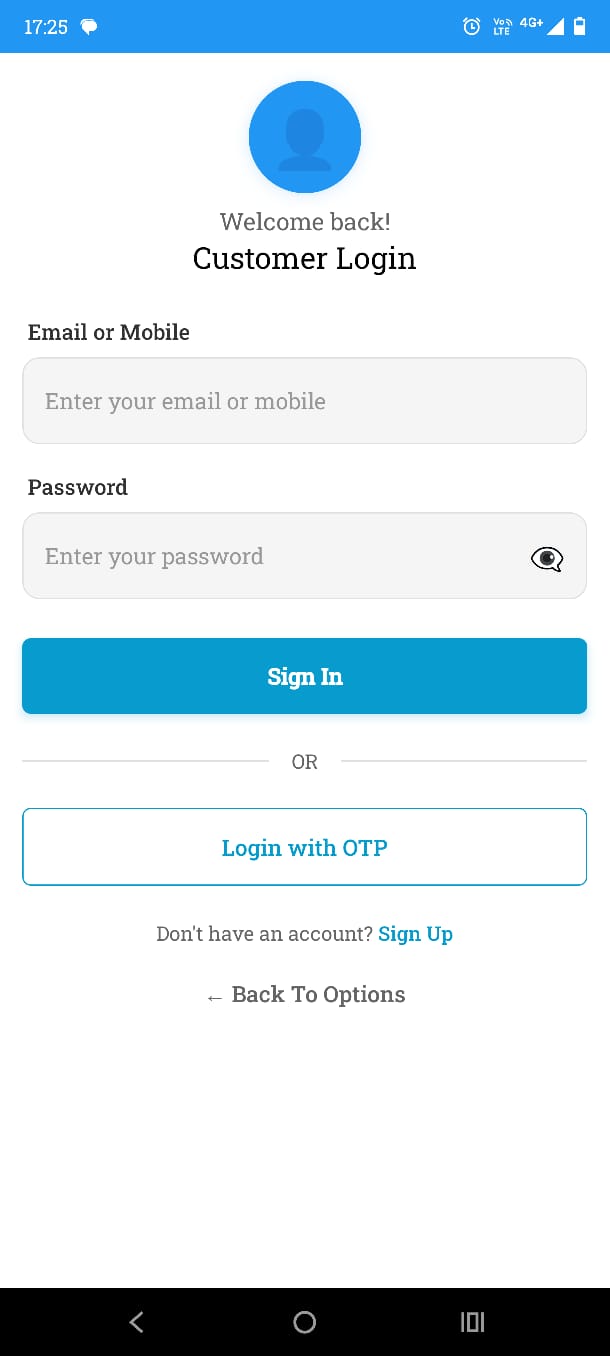 17:25
Vo LTE 4G+
Welcome back!
Customer Login
Email or Mobile
Enter your email or mobile
Password
Enter your password
Sign In
OR
Login with OTP
Don't have an account? Sign Up
← Back To Options